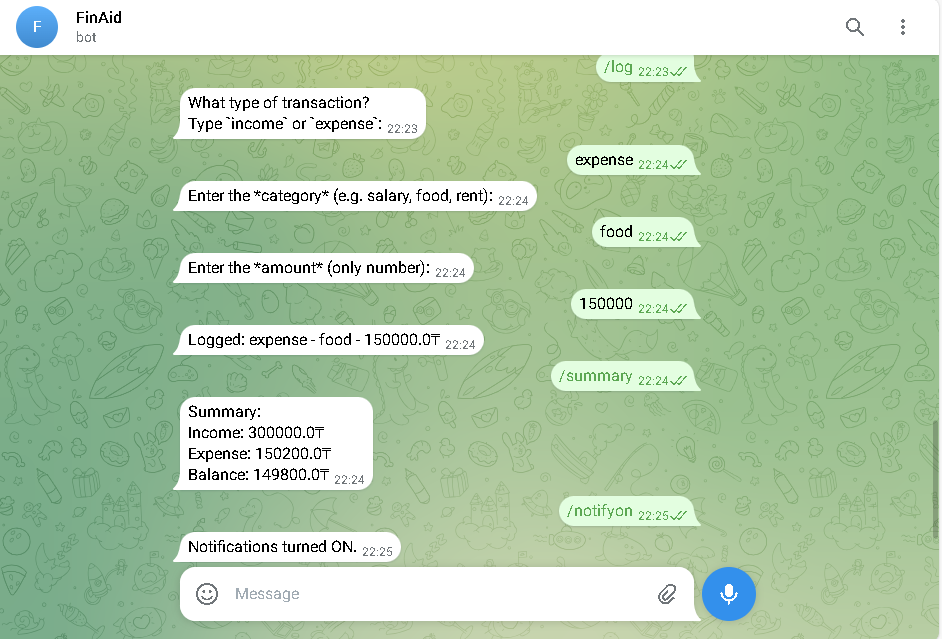 F
FinAid
bot
/log 22:23
What type of transaction?
Type `income` or `expense`: 22:23
expense 22:24
Enter the *category* (e.g. salary, food, rent): 22:24
food 22:24
Enter the *amount* (only number): 22:24
150000 22:24
Logged: expense - food - 150000.0₸ 22:24
/summary 22:24
Summary:
Income: 300000.0₸
Expense: 150200.0₸
Balance: 149800.0₸ 22:24
/notifyon 22:25
Notifications turned ON. 22:25
Message